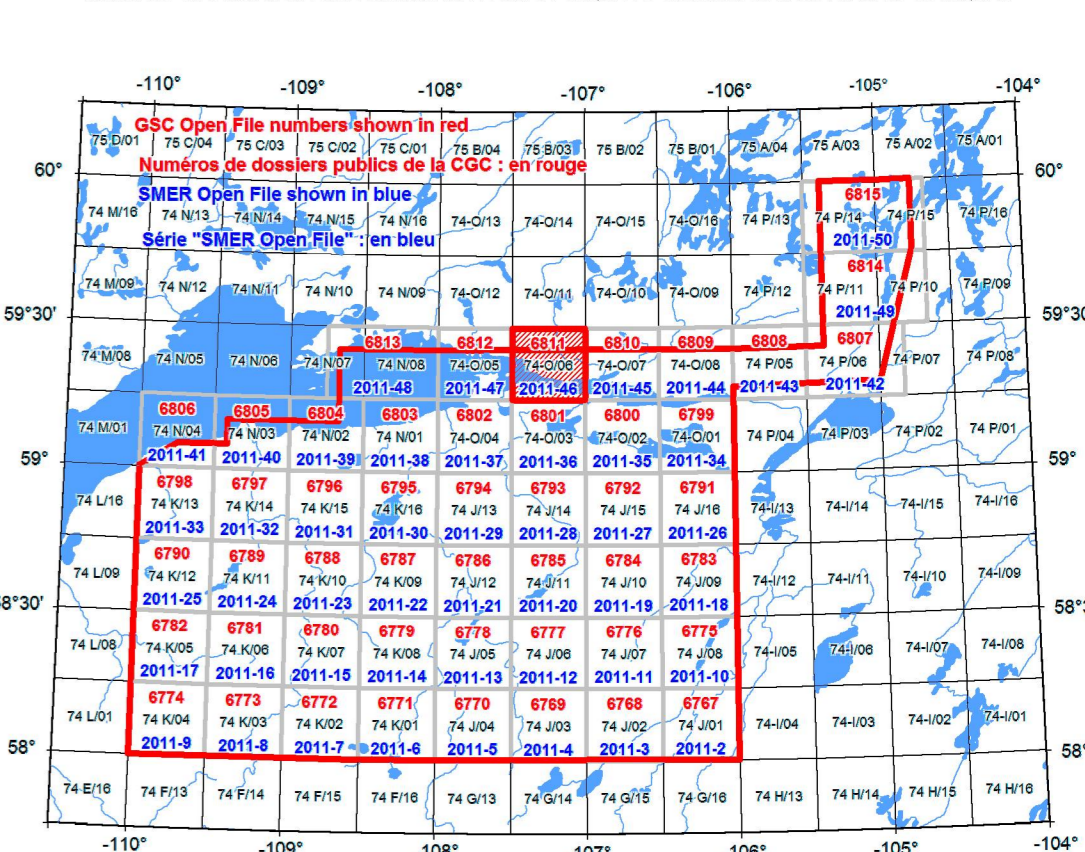 -110° -109° -108° -107° -106° -105° -104°
GSC Open File numbers shown in red
75 D/01 75 C/04 75 C/03 75 C/02 75 C/01 75 B/04 75 B/03 75 B/02 75 B/01 75 A/04 75 A/03 75 A/02 75 A/01
Numéros de dossiers publics de la CGC : en rouge
60° 60°
SMER Open File shown in blue
6815
74 M/16 74 N/13 74 N/14 74 N/15 74 N/16 74-O/13 74-O/14 74-O/15 74-O/16 74 P/13 74 P/14 74 P/15 74 P/16
Série "SMER Open File" : en bleu
2011-50
6814
74 M/09 74 N/12 74 N/11 74 N/10 74 N/09 74-O/12 74-O/11 74-O/10 74-O/09 74 P/12 74 P/11 74 P/10 74 P/09
2011-49
59°30' 59°30
6813 6812 6811 6810 6809 6808 6807
74 M/08 74 N/05 74 N/06 74 N/07 74 N/08 74-O/05 74-O/06 74-O/07 74-O/08 74 P/05 74 P/06 74 P/07 74 P/08
2011-48 2011-47 2011-46 2011-45 2011-44 2011-43 2011-42
6806 6805 6804 6803 6802 6801 6800 6799
74 M/01 74 N/04 74 N/03 74 N/02 74 N/01 74-O/04 74-O/03 74-O/02 74-O/01 74 P/04 74 P/03 74 P/02 74 P/01
2011-41 2011-40 2011-39 2011-38 2011-37 2011-36 2011-35 2011-34
59° 59°
6798 6797 6796 6795 6794 6793 6792 6791
74 L/16 74 K/13 74 K/14 74 K/15 74 K/16 74 J/13 74 J/14 74 J/15 74 J/16 74-I/13 74-I/14 74-I/15 74-I/16
2011-33 2011-32 2011-31 2011-30 2011-29 2011-28 2011-27 2011-26
6790 6789 6788 6787 6786 6785 6784 6783
74 L/09 74 K/12 74 K/11 74 K/10 74 K/09 74 J/12 74 J/11 74 J/10 74 J/09 74-I/12 74-I/11 74-I/10 74-I/09
2011-25 2011-24 2011-23 2011-22 2011-21 2011-20 2011-19 2011-18
8°30' 58°3
6782 6781 6780 6779 6778 6777 6776 6775
74 L/08 74 K/05 74 K/06 74 K/07 74 K/08 74 J/05 74 J/06 74 J/07 74 J/08 74-I/05 74-I/06 74-I/07 74-I/08
2011-17 2011-16 2011-15 2011-14 2011-13 2011-12 2011-11 2011-10
6774 6773 6772 6771 6770 6769 6768 6767
74 L/01 74 K/04 74 K/03 74 K/02 74 K/01 74 J/04 74 J/03 74 J/02 74 J/01 74-I/04 74-I/03 74-I/02 74-I/01
2011-9 2011-8 2011-7 2011-6 2011-5 2011-4 2011-3 2011-2
58° 58°
74 E/16 74 F/13 74 F/14 74 F/15 74 F/16 74 G/13 74 G/14 74 G/15 74 G/16 74 H/13 74 H/14 74 H/15 74 H/16
-110° -109° -108° -107° -106° -105° -104°